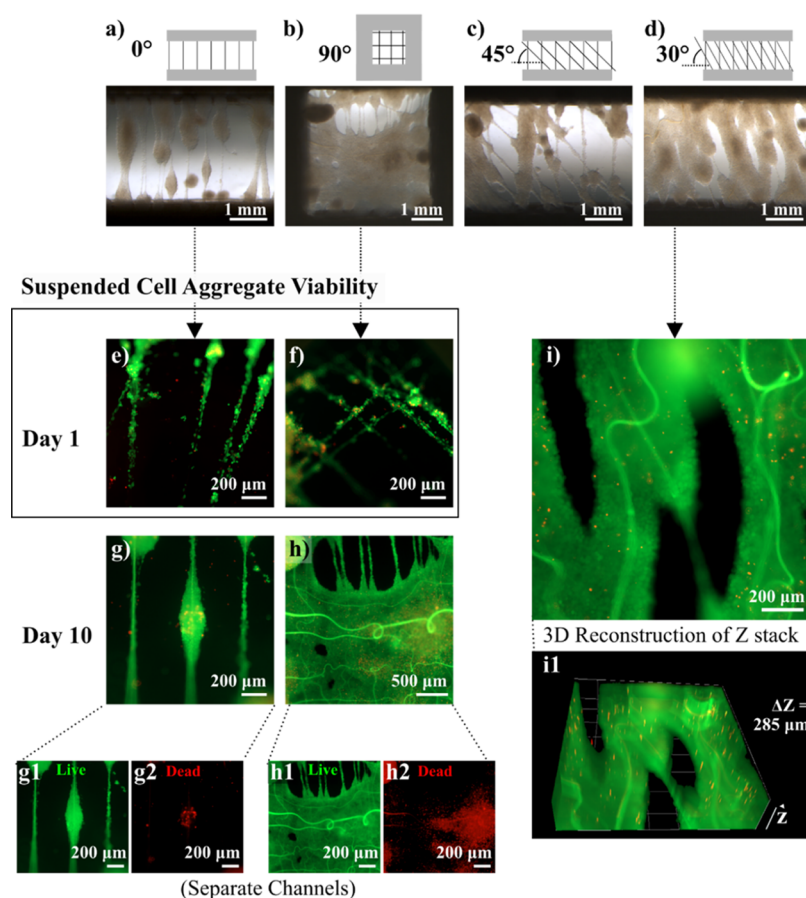 a) b) c) d)
0° 90° 45° 30°
1 mm 1 mm 1 mm 1 mm
Suspended Cell Aggregate Viability
e) f) i)
Day 1
200 µm 200 µm
g) h)
Day 10
200 µm 500 µm
200 µm
3D Reconstruction of Z stack
i1
ΔZ =
285 µm
z
g1 Live g2 Dead h1 Live h2 Dead
200 µm 200 µm 200 µm 200 µm
(Separate Channels)